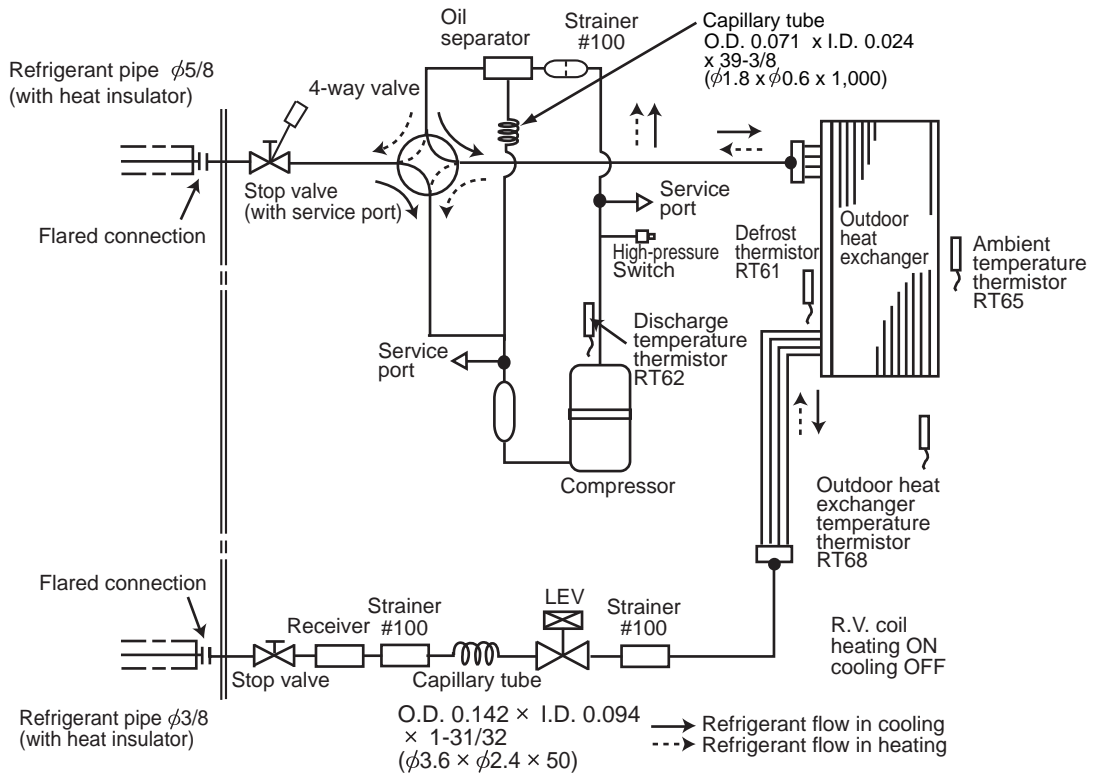 Oil
separator
Strainer
#100
Capillary tube
O.D. 0.071 x I.D. 0.024
x 39-3/8
(ϕ1.8 x ϕ0.6 x 1,000)
Refrigerant pipe ϕ5/8
(with heat insulator)
4-way valve
Stop valve
(with service port)
Flared connection
Service
port
High-pressure
Switch
Defrost
thermistor
RT61
Outdoor
heat
exchanger
Ambient
temperature
thermistor
RT65
Discharge
temperature
thermistor
RT62
Service
port
Compressor
Outdoor heat
exchanger
temperature
thermistor
RT68
Flared connection
Receiver
Strainer
#100
LEV
Strainer
#100
R.V. coil
heating ON
cooling OFF
Stop valve
Capillary tube
O.D. 0.142 × I.D. 0.094
× 1-31/32
(ϕ3.6 × ϕ2.4 × 50)
Refrigerant pipe ϕ3/8
(with heat insulator)
Refrigerant flow in cooling
Refrigerant flow in heating